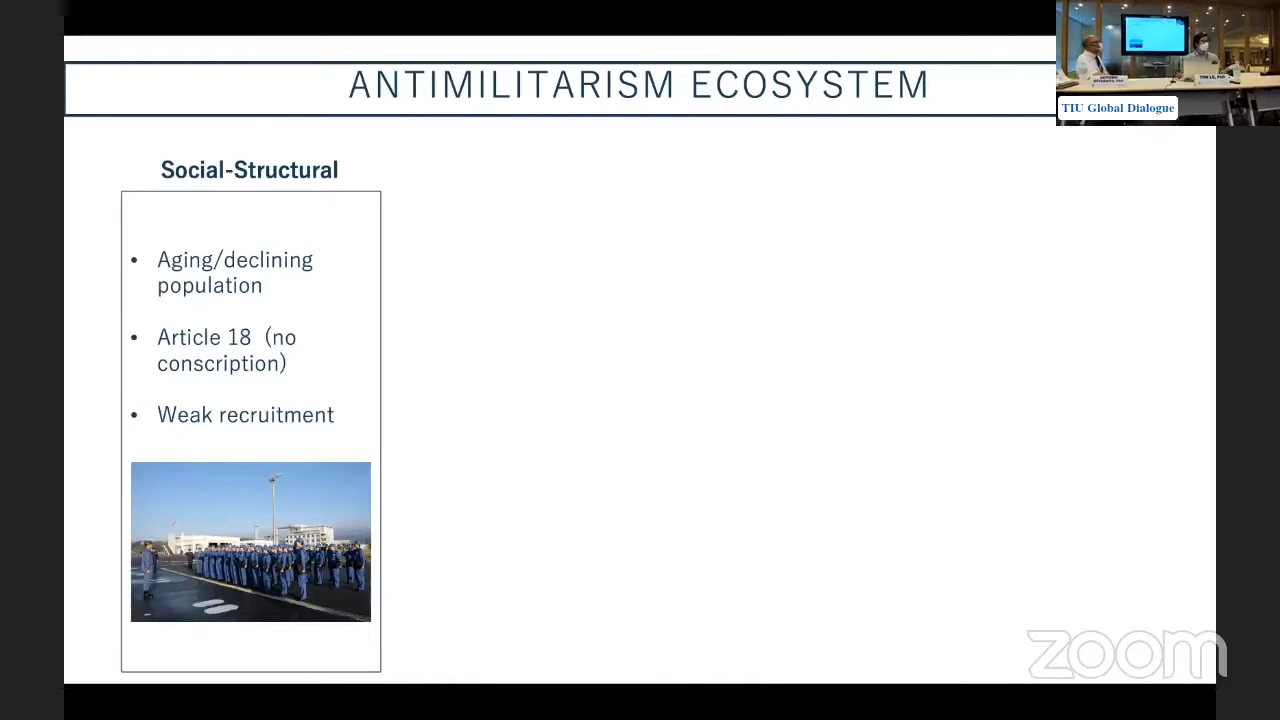 ANTIMILITARISM ECOSYSTEM
TIU Global Dialogue
Social-Structural
• Aging/declining
population
• Article 18 (no
conscription)
• Weak recruitment
zoom